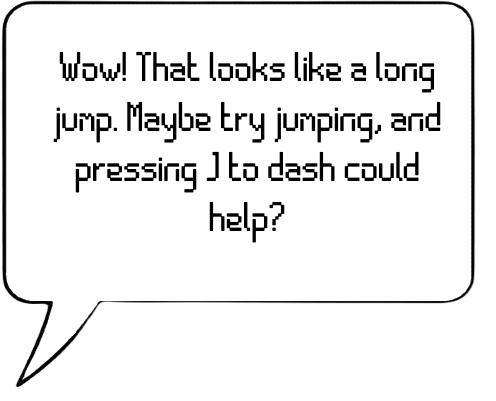 Wow! That looks like a long
jump. Maybe try jumping, and
pressing J to dash could
help?